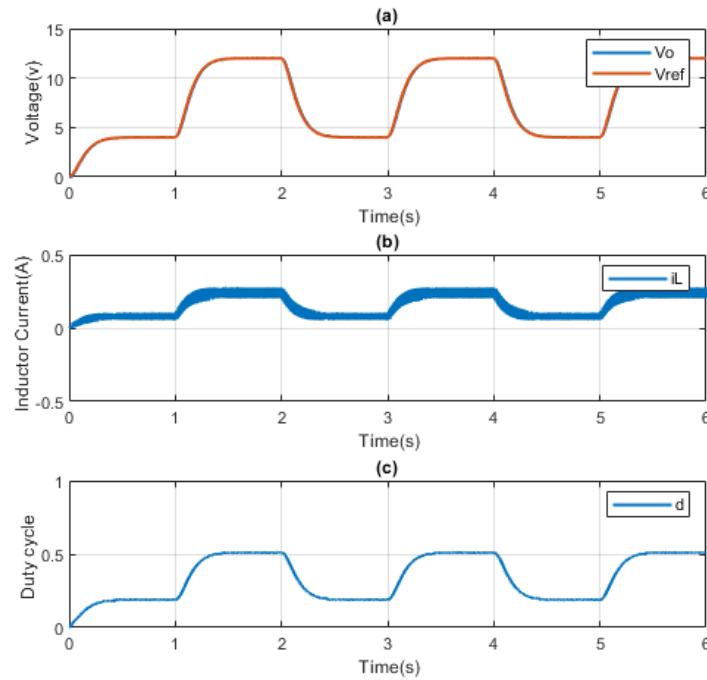 (a)
15
10
5
0
Voltage(v)
Vo
Vref
0 1 2 3 4 5 6
Time(s)
(b)
0.5
0
-0.5
Inductor Current(A)
iL
0 1 2 3 4 5 6
Time(s)
(c)
1
0.5
0
Duty cycle
d
0 1 2 3 4 5 6
Time(s)